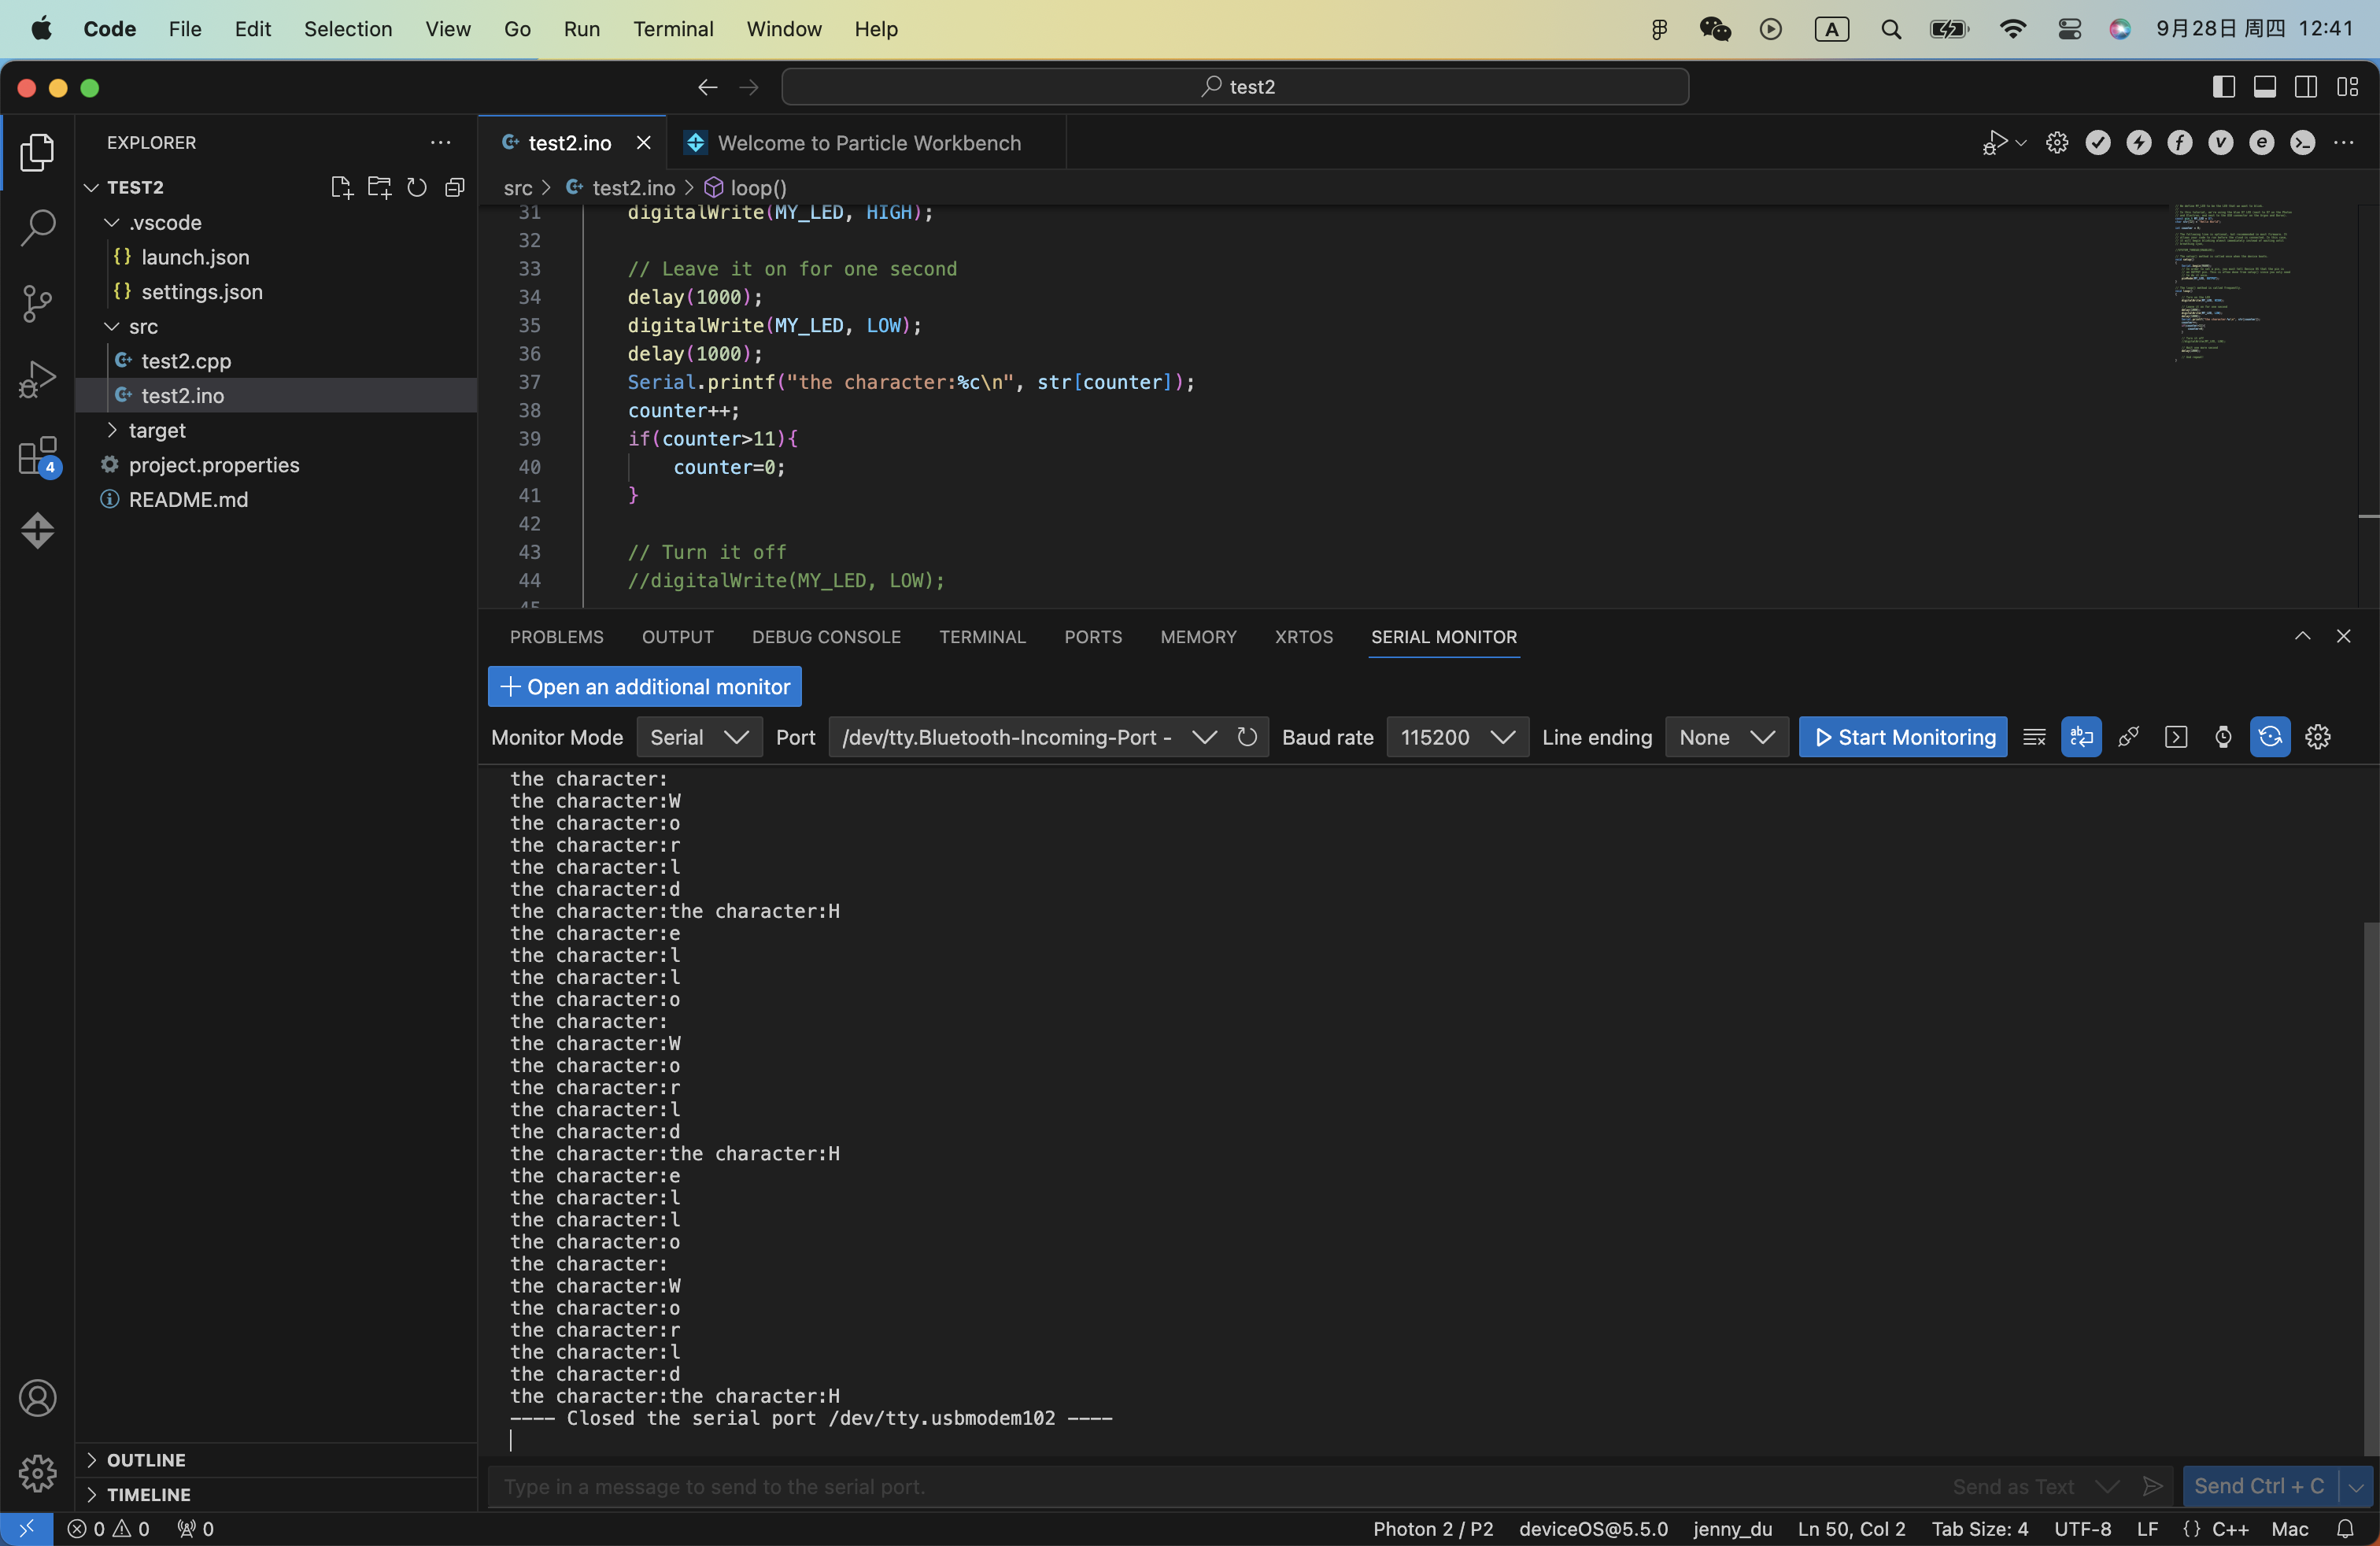 Code File Edit Selection View Go Run Terminal Window Help A 9月28日 周四 12:41
test2
EXPLORER
TEST2
.vscode
{} launch.json
{} settings.json
src
test2.cpp
test2.ino
target
project.properties
README.md
4
OUTLINE
TIMELINE
test2.ino Welcome to Particle Workbench
src > test2.ino > loop()
31 digitalWrite(MY_LED, HIGH);
32
33 // Leave it on for one second
34 delay(1000);
35 digitalWrite(MY_LED, LOW);
36 delay(1000);
37 Serial.printf("the character:%c\n", str[counter]);
38 counter++;
39 if(counter>11){
40 counter=0;
41 }
42
43 // Turn it off
44 //digitalWrite(MY_LED, LOW);
45
PROBLEMS OUTPUT DEBUG CONSOLE TERMINAL PORTS MEMORY XRTOS SERIAL MONITOR
+ Open an additional monitor
Monitor Mode Serial Port /dev/tty.Bluetooth-Incoming-Port - Baud rate 115200 Line ending None Start Monitoring
the character:
the character:W
the character:o
the character:r
the character:l
the character:d
the character:the character:H
the character:e
the character:l
the character:l
the character:o
the character:
the character:W
the character:o
the character:r
the character:l
the character:d
the character:the character:H
the character:e
the character:l
the character:l
the character:o
the character:
the character:W
the character:o
the character:r
the character:l
the character:d
the character:the character:H
---- Closed the serial port /dev/tty.usbmodem102 ----
Type in a message to send to the serial port. Send as Text Send Ctrl + C
0 0 0 Photon 2 / P2 deviceOS@5.5.0 jenny_du Ln 50, Col 2 Tab Size: 4 UTF-8 LF {} C++ Mac